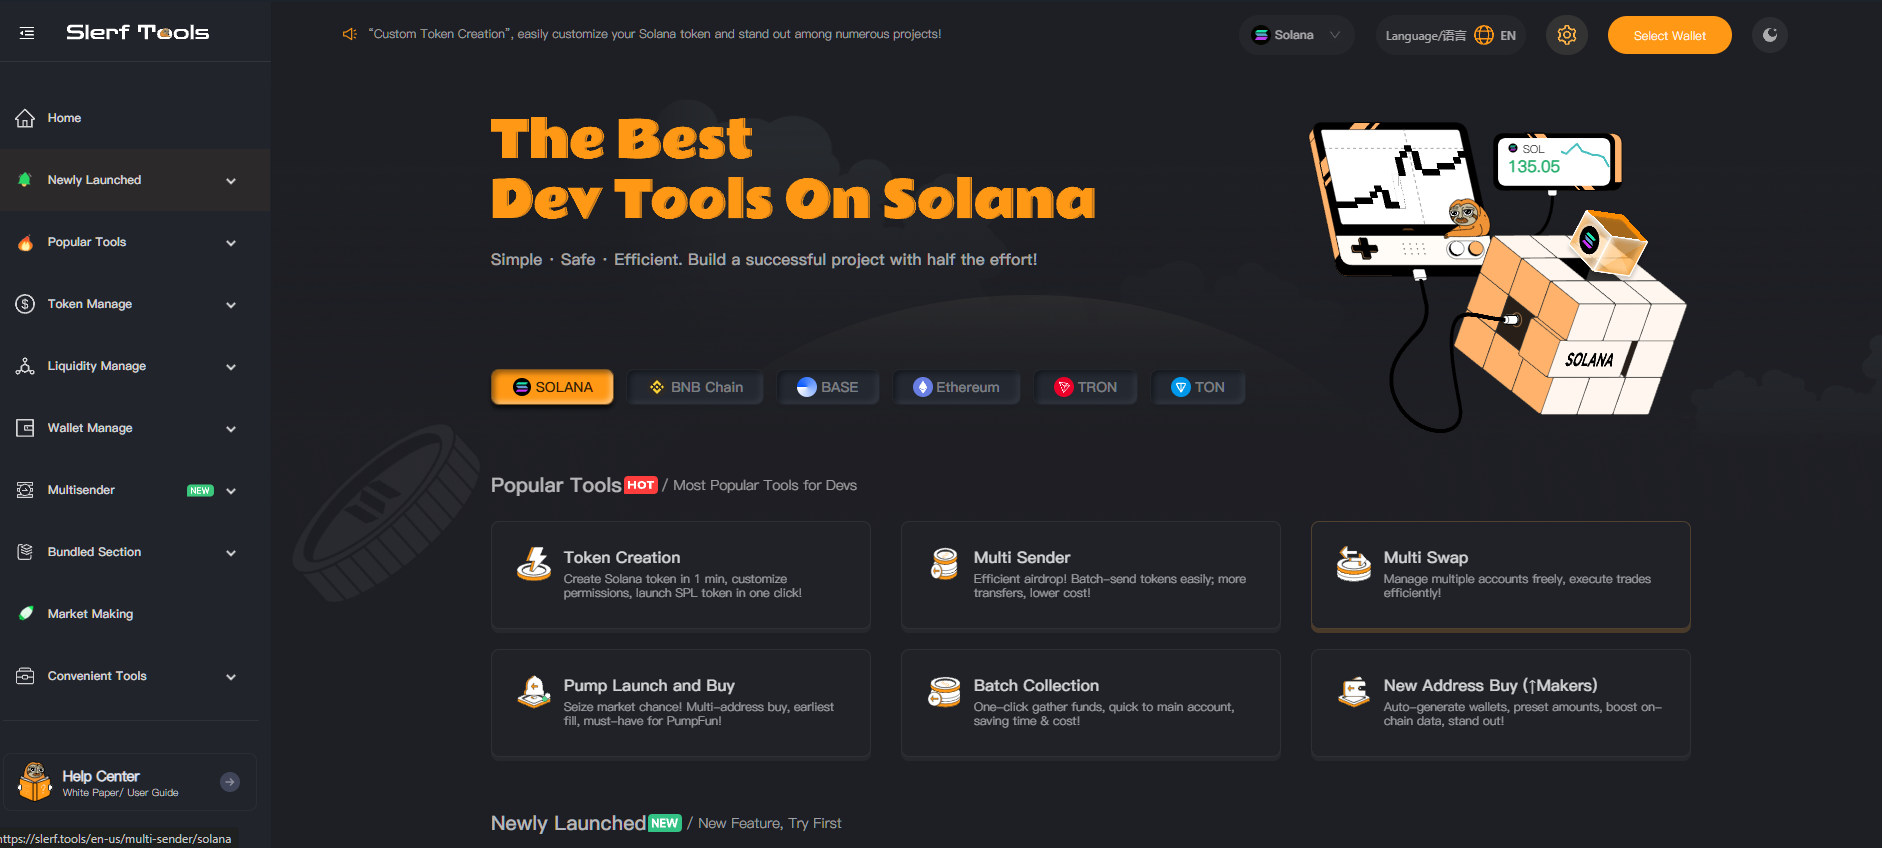 Slerf Tools
“Custom Token Creation”, easily customize your Solana token and stand out among numerous projects!
Solana
Language/语言 EN
Select Wallet
Home
Newly Launched
Popular Tools
Token Manage
Liquidity Manage
Wallet Manage
Multisender NEW
Bundled Section
Market Making
Convenient Tools
Help Center
White Paper/ User Guide
https://slerf.tools/en-us/multi-sender/solana
The Best
Dev Tools On Solana
Simple · Safe · Efficient. Build a successful project with half the effort!
SOL
135.05
SOLANA
SOLANA
BNB Chain
BASE
Ethereum
TRON
TON
Popular Tools HOT / Most Popular Tools for Devs
Token Creation
Create Solana token in 1 min, customize
permissions, launch SPL token in one click!
Multi Sender
Efficient airdrop! Batch-send tokens easily; more
transfers, lower cost!
Multi Swap
Manage multiple accounts freely, execute trades
efficiently!
Pump Launch and Buy
Seize market chance! Multi-address buy, earliest
fill, must-have for PumpFun!
Batch Collection
One-click gather funds, quick to main account,
saving time & cost!
New Address Buy (↑Makers)
Auto-generate wallets, preset amounts, boost on-
chain data, stand out!
Newly Launched NEW / New Feature, Try First